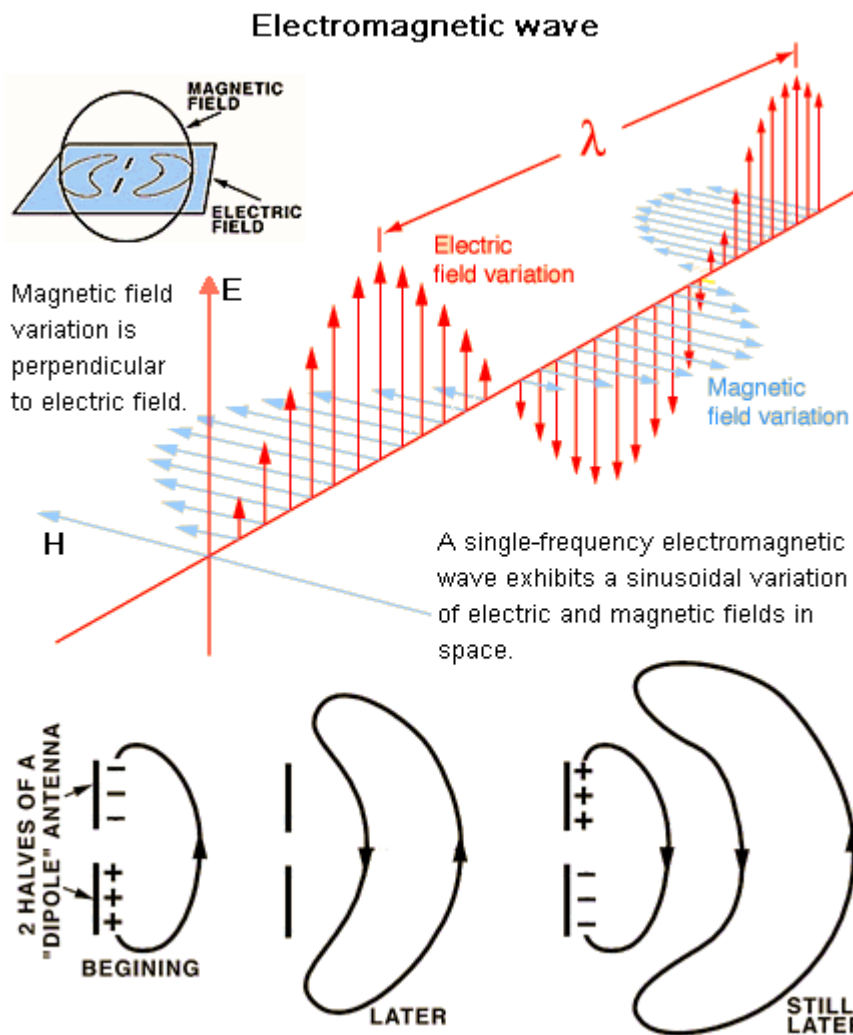 Electromagnetic wave
MAGNETIC
FIELD
ELECTRIC
FIELD
λ
Electric
field variation
E
Magnetic field
variation is
perpendicular
to electric field.
Magnetic
field variation
H
A single-frequency electromagnetic
wave exhibits a sinusoidal variation
of electric and magnetic fields in
space.
2 HALVES OF A
"DIPOLE" ANTENNA
−
−
−
+
+
+
BEGINING
LATER
+
+
+
−
−
−
STILL
LATER